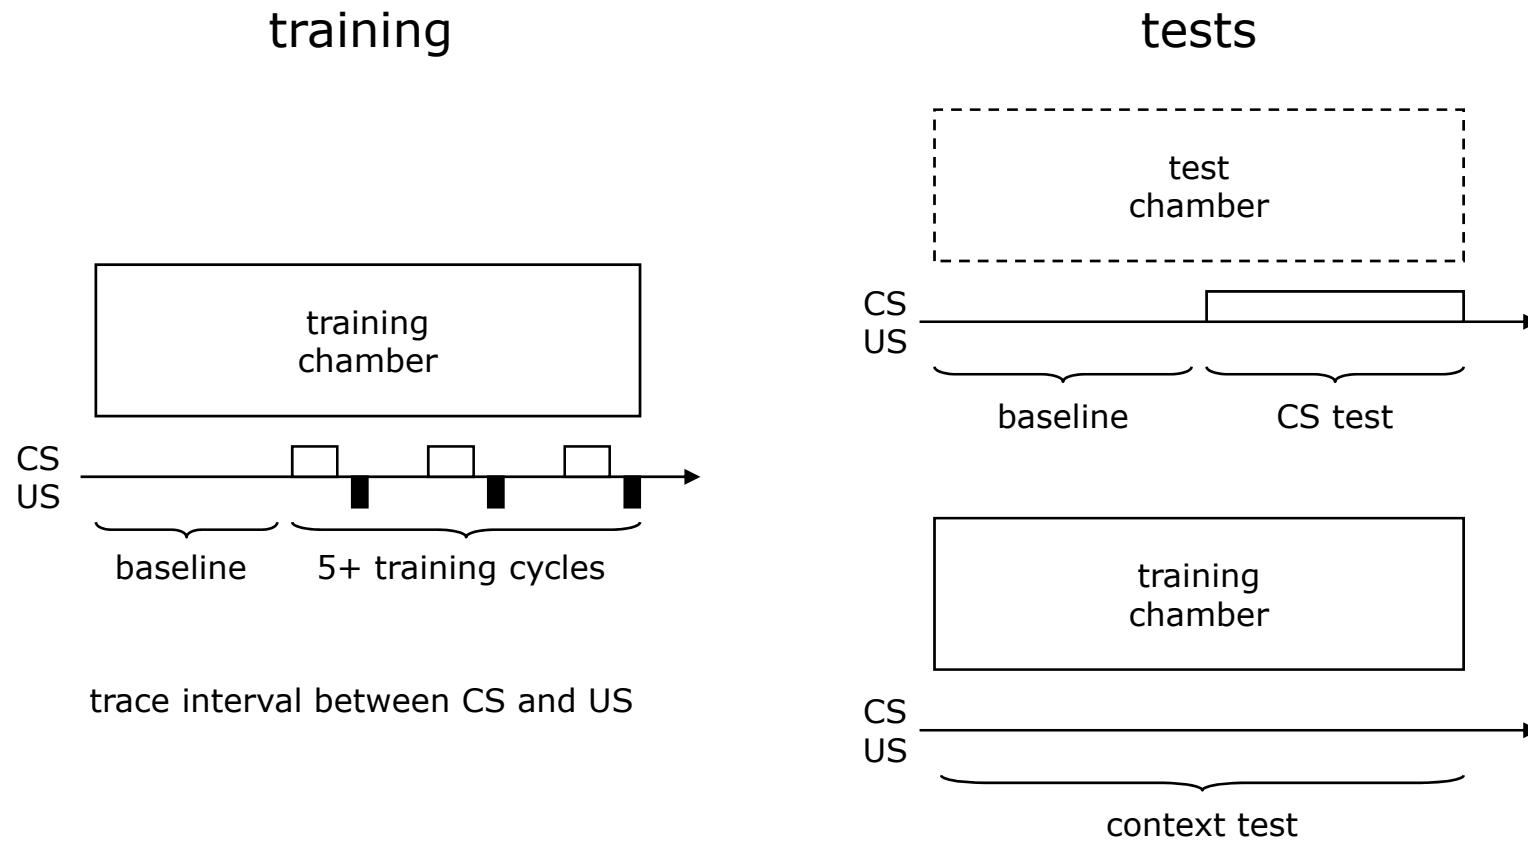 training
training
chamber
CS
US
baseline
5+ training cycles
trace interval between CS and US
tests
test
chamber
CS
US
baseline
CS test
training
chamber
CS
US
context test